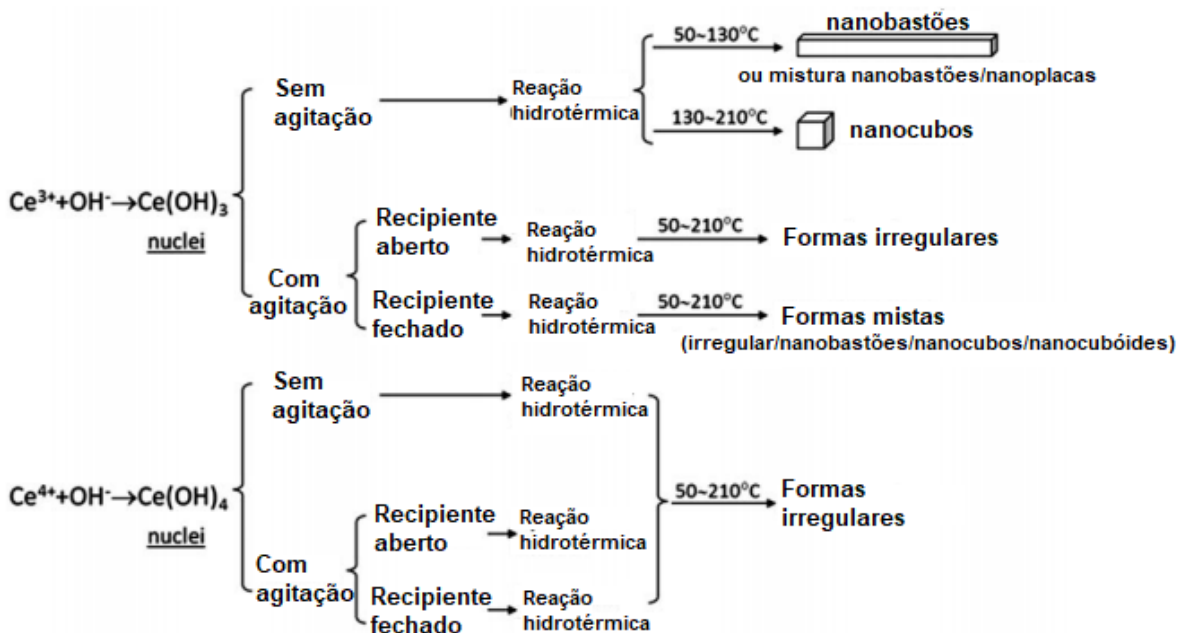 nanobastões
50~130°C
ou mistura nanobastões/nanoplacas
Sem
agitação
Reação
hidrotérmica
130~210°C
nanocubos
Ce³⁺+OH⁻→Ce(OH)₃
nuclei
Com
agitação
Recipiente
aberto
Reação
hidrotérmica
50~210°C
Formas irregulares
Recipiente
fechado
Reação
hidrotérmica
50~210°C
Formas mistas
(irregular/nanobastões/nanocubos/nanocubóides)
Sem
agitação
Reação
hidrotérmica
Ce⁴⁺+OH⁻→Ce(OH)₄
nuclei
50~210°C
Formas
irregulares
Com
agitação
Recipiente
aberto
Reação
hidrotérmica
Recipiente
fechado
Reação
hidrotérmica